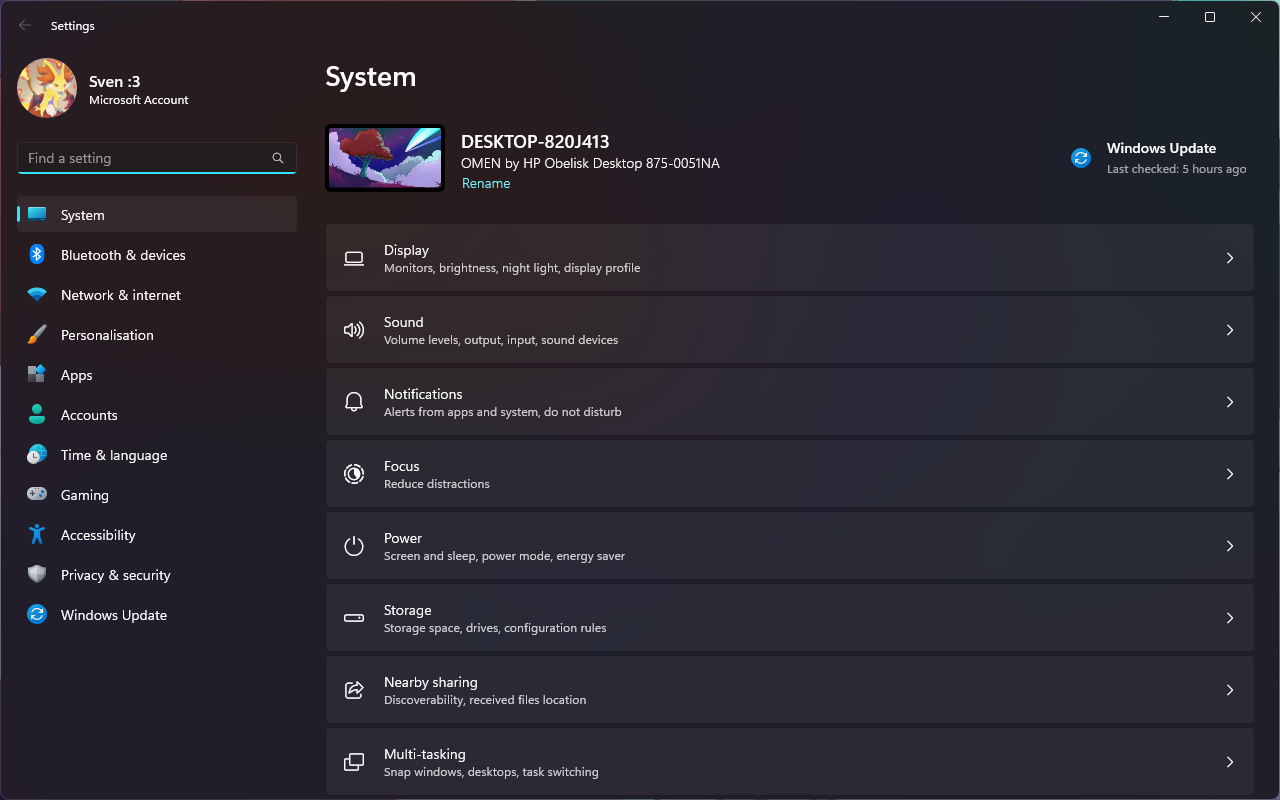 Settings
Sven :3
Microsoft Account
Find a setting
System
Bluetooth & devices
Network & internet
Personalisation
Apps
Accounts
Time & language
Gaming
Accessibility
Privacy & security
Windows Update
System
DESKTOP-820J413
OMEN by HP Obelisk Desktop 875-0051NA
Rename
Windows Update
Last checked: 5 hours ago
Display
Monitors, brightness, night light, display profile
Sound
Volume levels, output, input, sound devices
Notifications
Alerts from apps and system, do not disturb
Focus
Reduce distractions
Power
Screen and sleep, power mode, energy saver
Storage
Storage space, drives, configuration rules
Nearby sharing
Discoverability, received files location
Multi-tasking
Snap windows, desktops, task switching